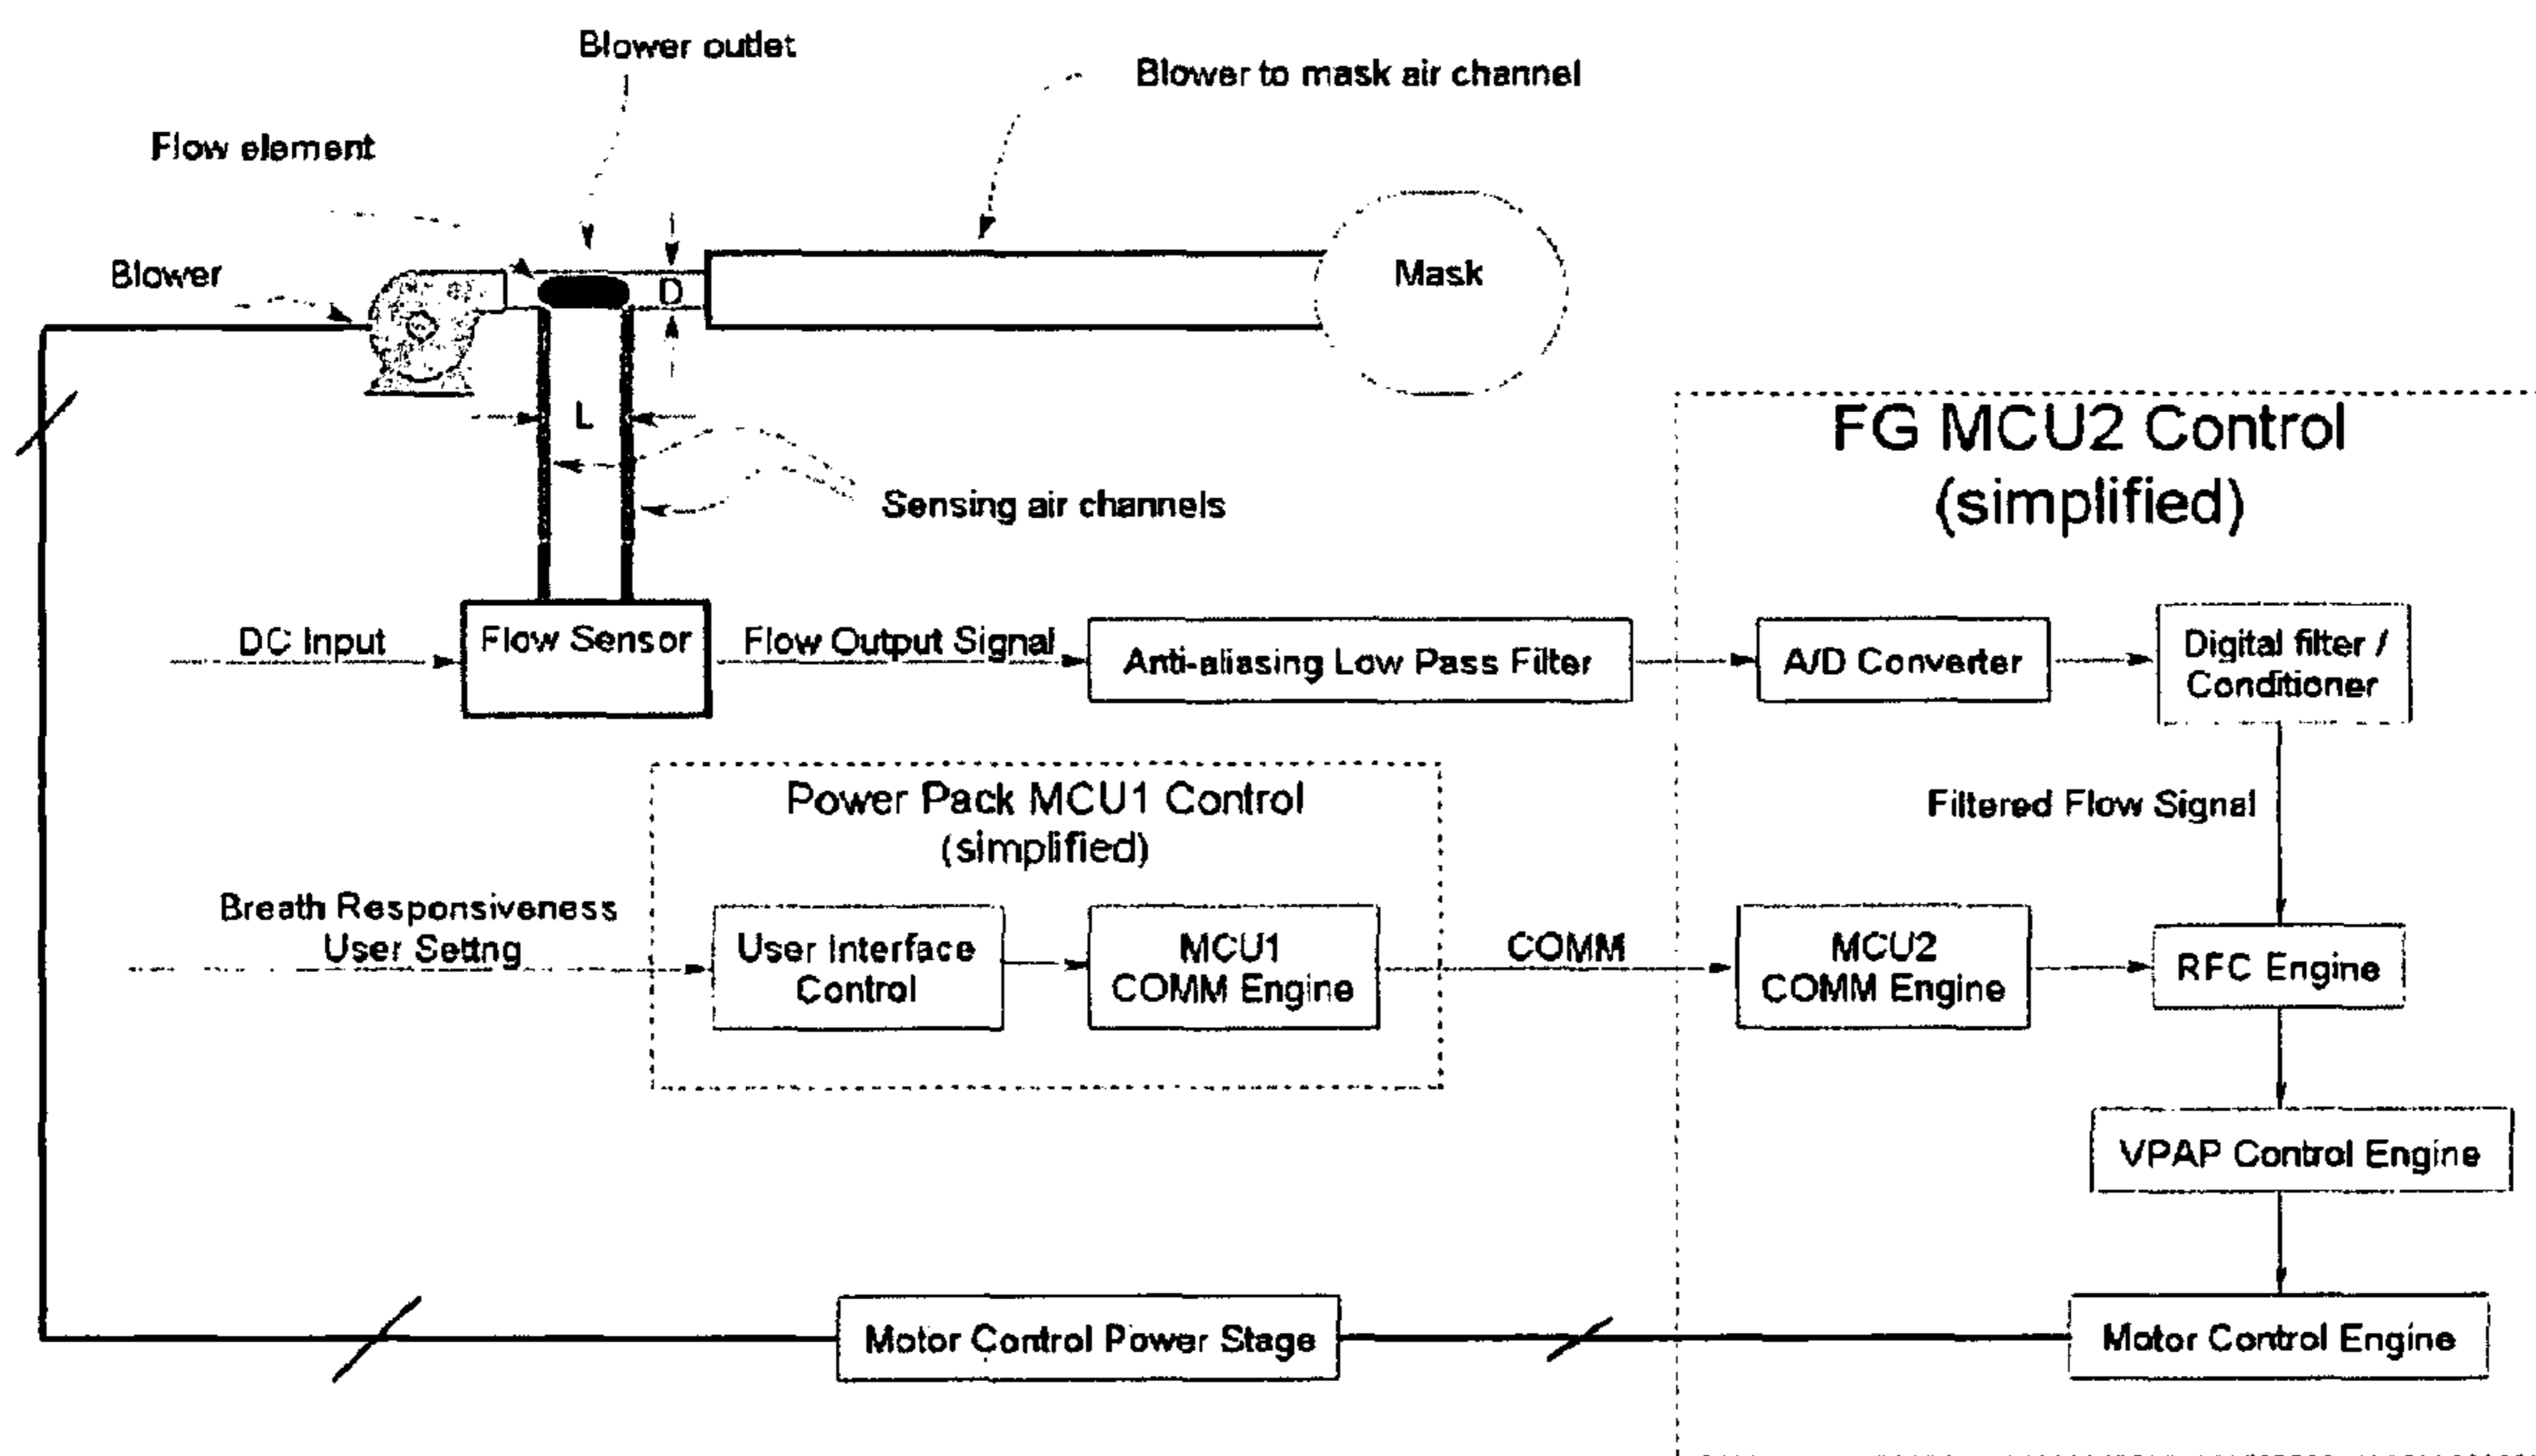 Blower outlet
Blower to mask air channel
Flow element
Blower
D
Mask
L
FG MCU2 Control
(simplified)
Sensing air channels
DC Input
Flow Sensor
Flow Output Signal
Anti-aliasing Low Pass Filter
A/D Converter
Digital filter /
Conditioner
Power Pack MCU1 Control
(simplified)
Filtered Flow Signal
Breath Responsiveness
User Settng
User Interface
Control
MCU1
COMM Engine
COMM
MCU2
COMM Engine
RFC Engine
VPAP Control Engine
Motor Control Power Stage
Motor Control Engine